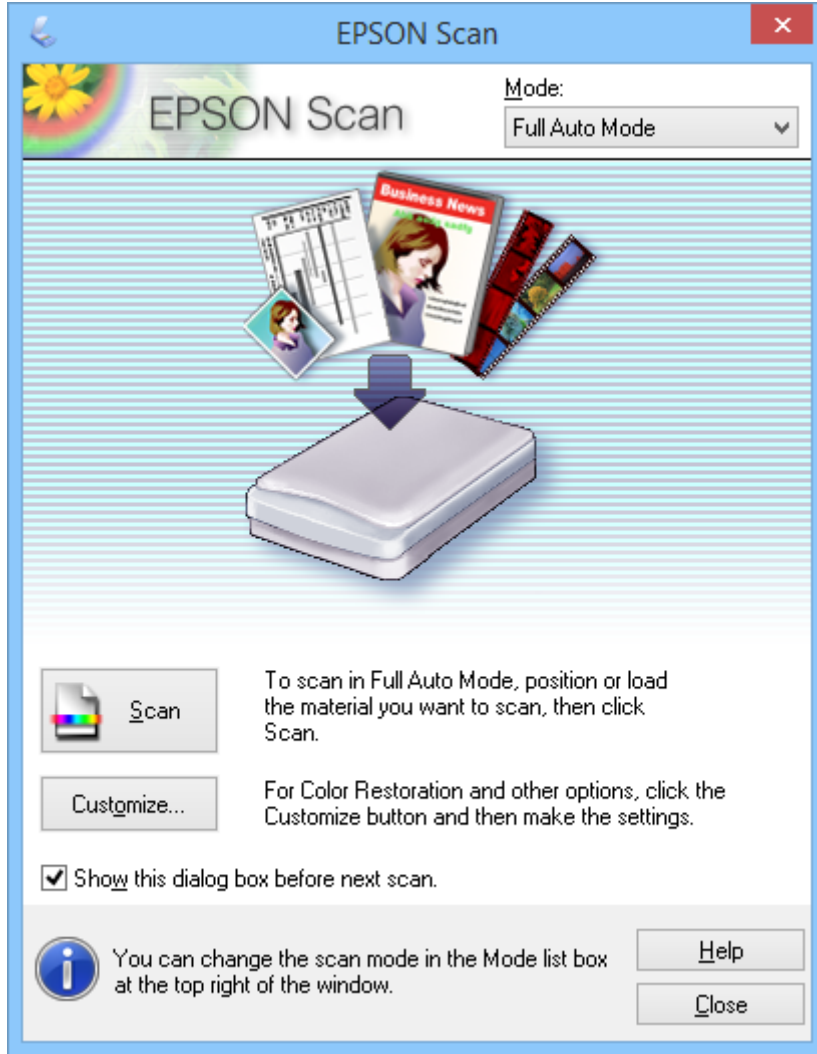 EPSON Scan
EPSON Scan
Mode:
Full Auto Mode
Business News
Scan
To scan in Full Auto Mode, position or load
the material you want to scan, then click
Scan.
Customize...
For Color Restoration and other options, click the
Customize button and then make the settings.
Show this dialog box before next scan.
You can change the scan mode in the Mode list box
at the top right of the window.
Help
Close